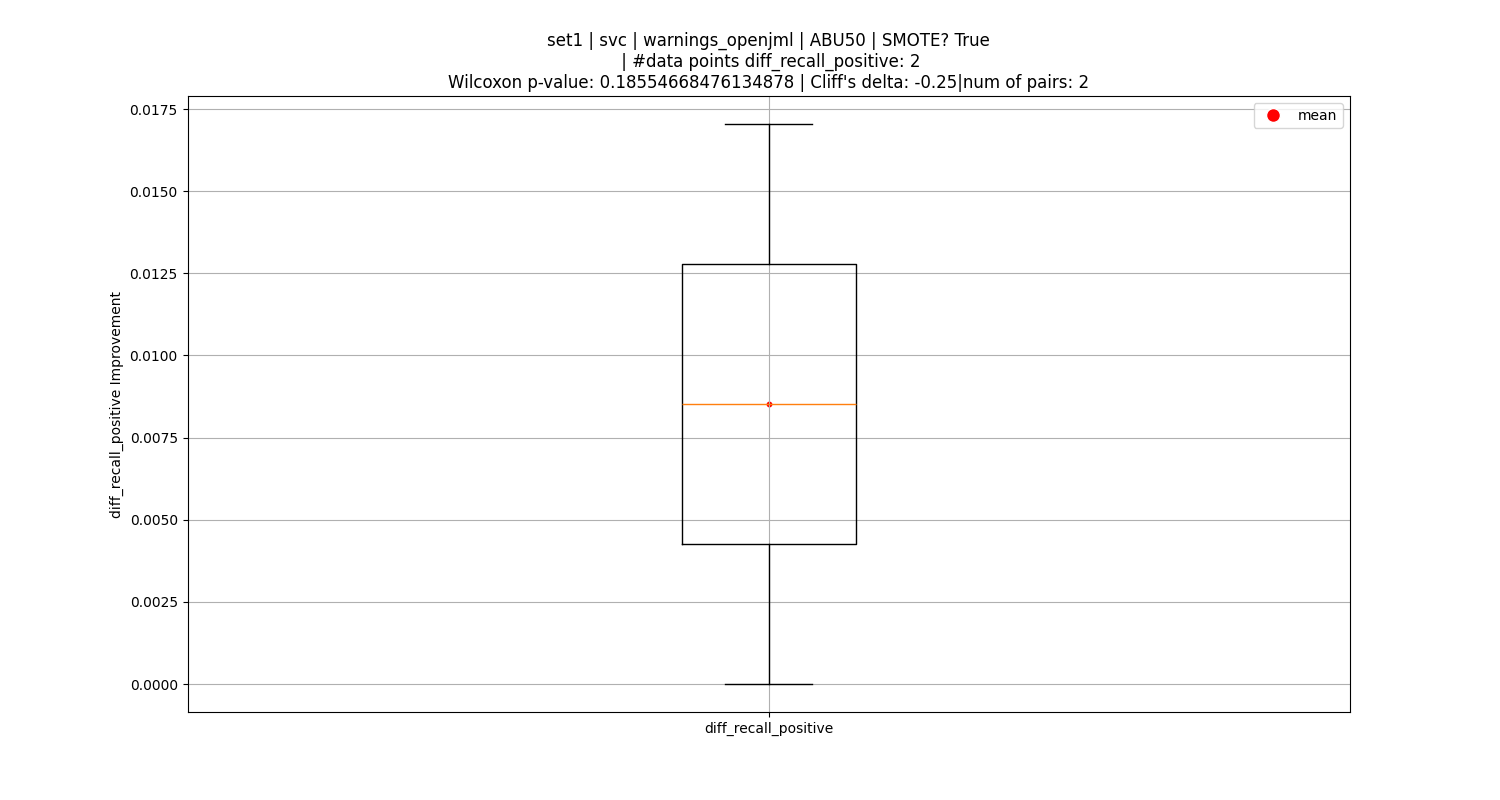 set1 | svc | warnings_openjml | ABU50 | SMOTE? True
| #data points diff_recall_positive: 2
Wilcoxon p-value: 0.18554668476134878 | Cliff's delta: -0.25|num of pairs: 2
mean
0.0175
0.0150
0.0125
0.0100
0.0075
0.0050
0.0025
0.0000
diff_recall_positive Improvement
diff_recall_positive